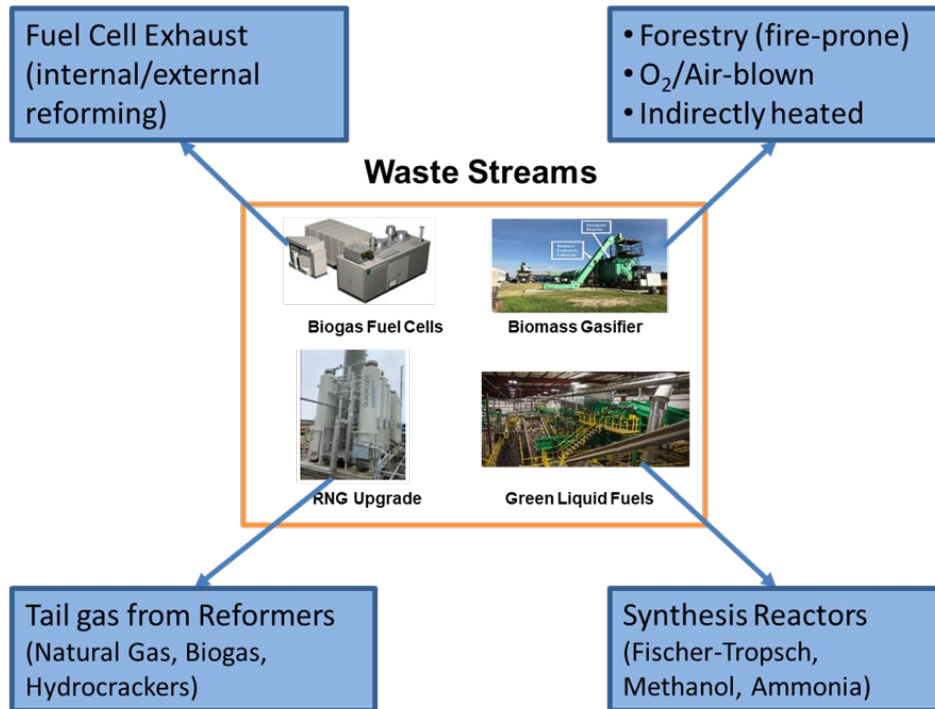 Fuel Cell Exhaust
(internal/external
reforming)
• Forestry (fire-prone)
• O₂/Air-blown
• Indirectly heated
Waste Streams
Biogas Fuel Cells
Biomass Gasifier
RNG Upgrade
Green Liquid Fuels
Tail gas from Reformers
(Natural Gas, Biogas,
Hydrocrackers)
Synthesis Reactors
(Fischer-Tropsch,
Methanol, Ammonia)